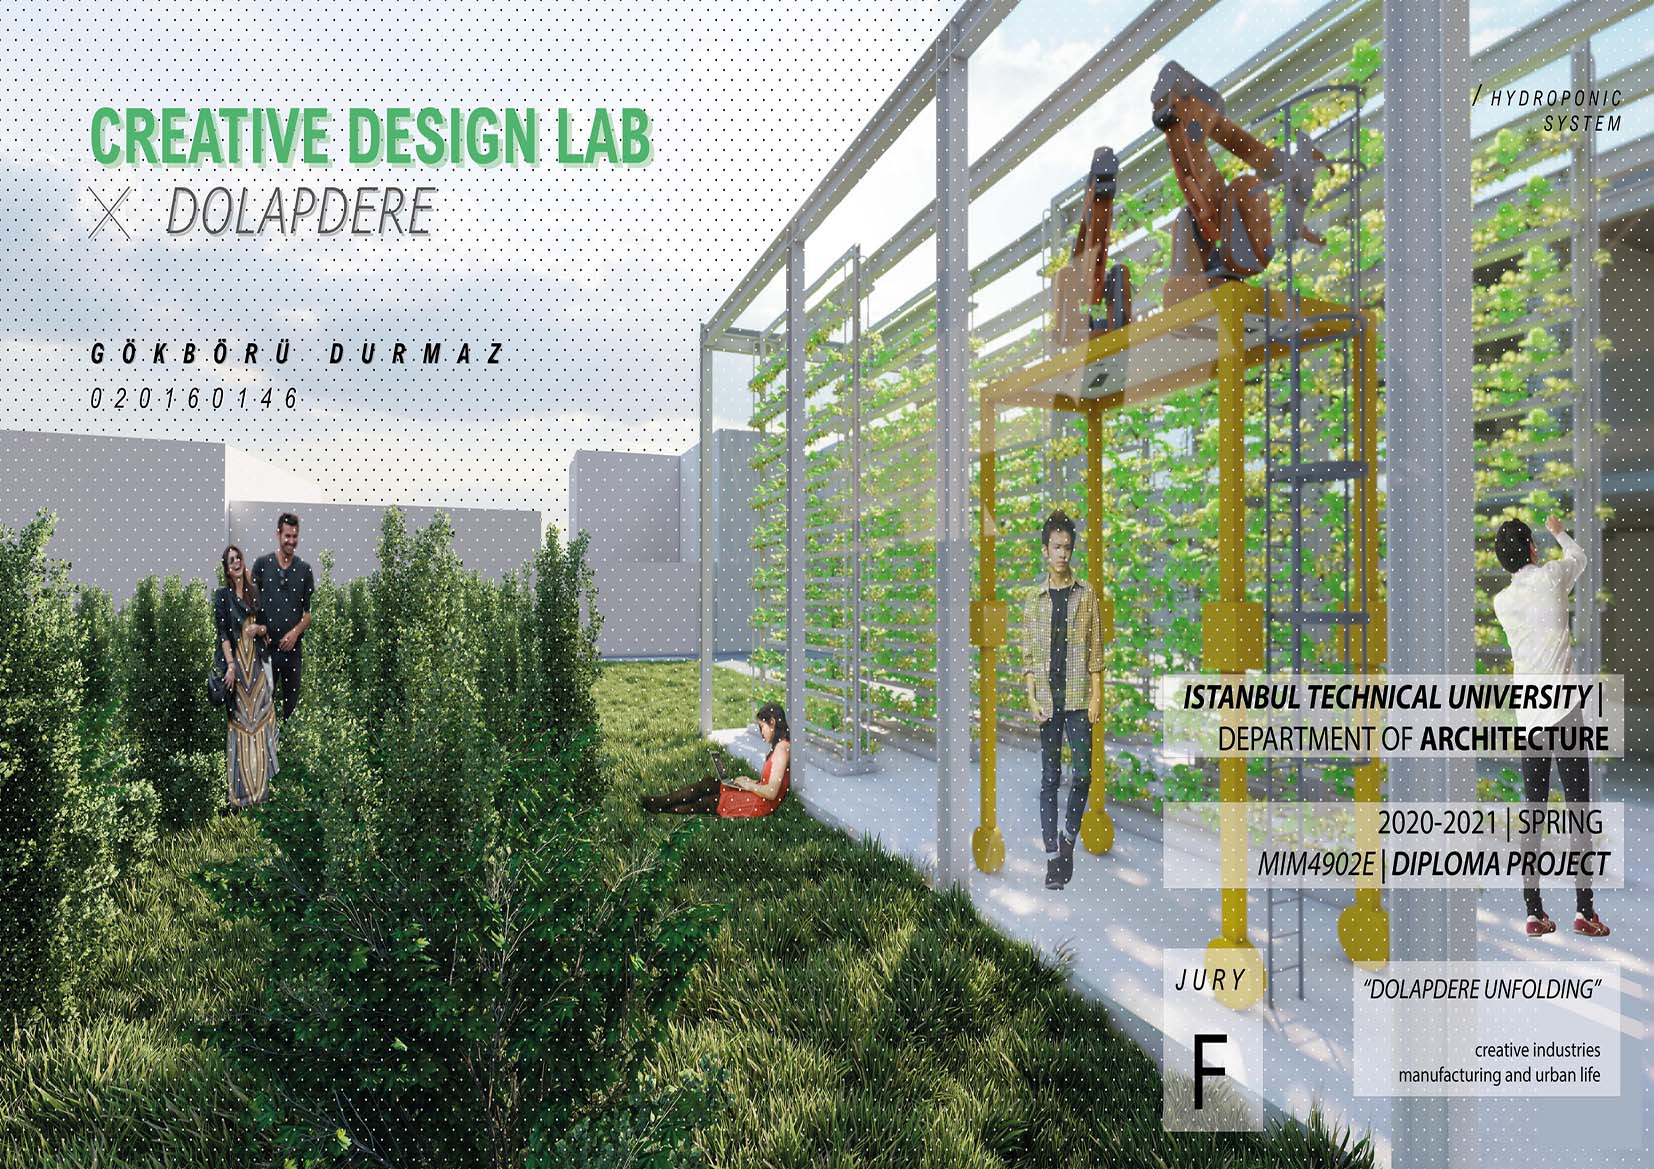 CREATIVE DESIGN LAB
X DOLAPDERE
/ HYDROPONIC
SYSTEM
GÖKBÖRÜ DURMAZ
020160146
ISTANBUL TECHNICAL UNIVERSITY |
DEPARTMENT OF ARCHITECTURE
2020-2021 | SPRING
MIM4902E | DIPLOMA PROJECT
JURY
F
“DOLAPDERE UNFOLDING”
creative industries
manufacturing and urban life